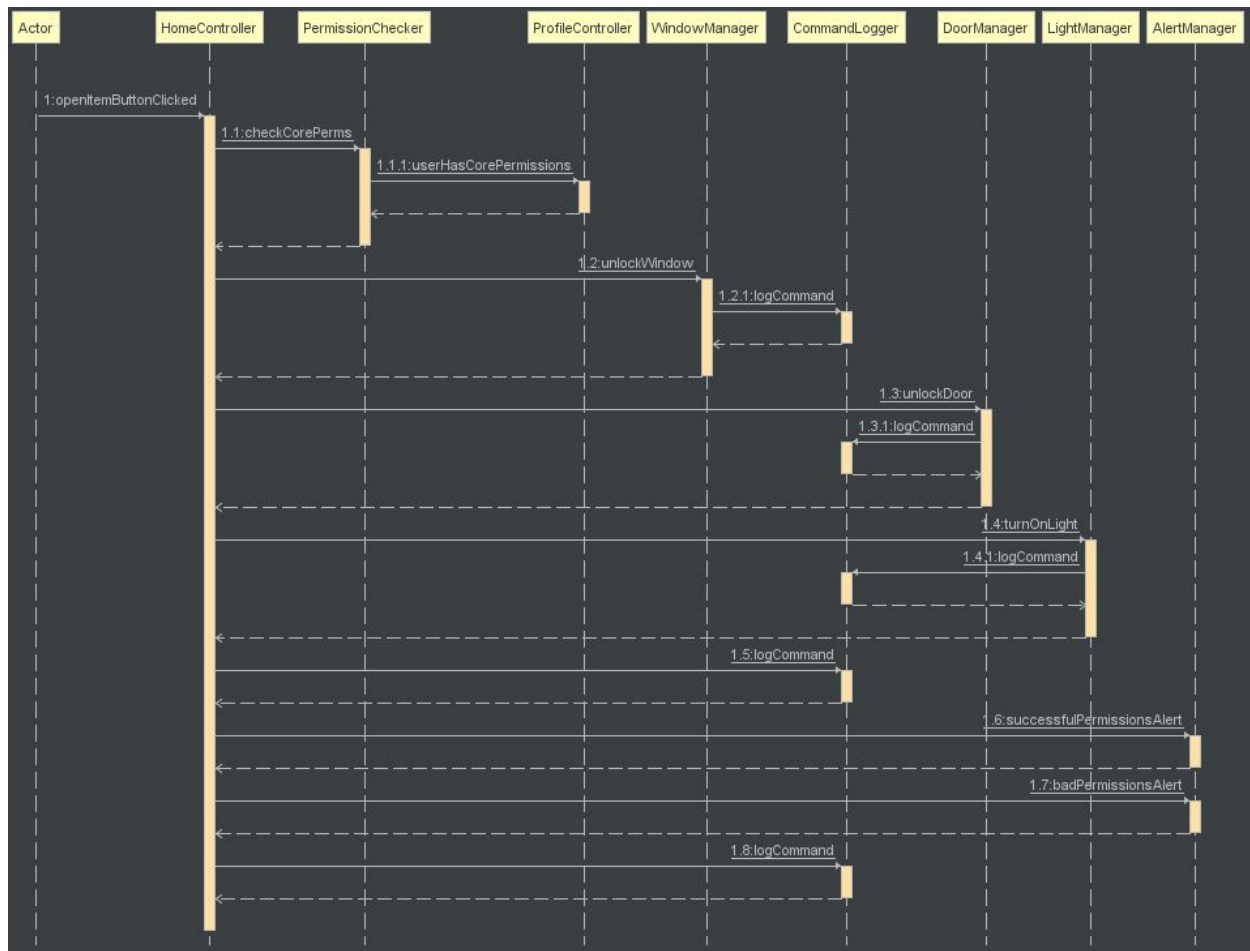 Actor
HomeController
PermissionChecker
ProfileController
WindowManager
CommandLogger
DoorManager
LightManager
AlertManager
1:openItemButtonClicked
1.1:checkCorePerms
1.1.1:userHasCorePermissions
1.2:unlockWindow
1.2.1:logCommand
1.3:unlockDoor
1.3.1:logCommand
1.4:turnOnLight
1.4.1:logCommand
1.5:logCommand
1.6:successfulPermissionsAlert
1.7:badPermissionsAlert
1.8:logCommand